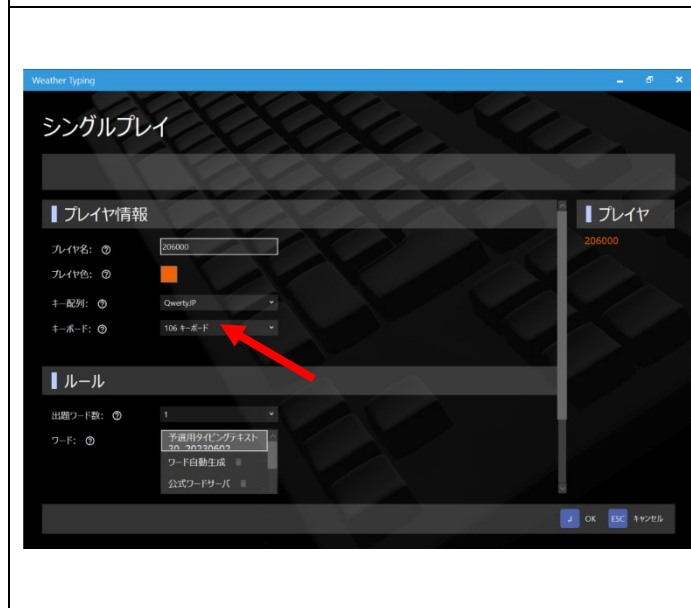 Weather Typing
シングルプレイ
プレイヤ情報
プレイヤ
プレイヤ名:
206000
206000
プレイヤ色:
キー配列:
QwertyJP
キーボード:
106 キーボード
ルール
出題ワード数:
1
ワード:
予選用タイピングテキスト
30_20230602
ワード自動生成
公式ワードサーバ
OK
ESC
キャンセル